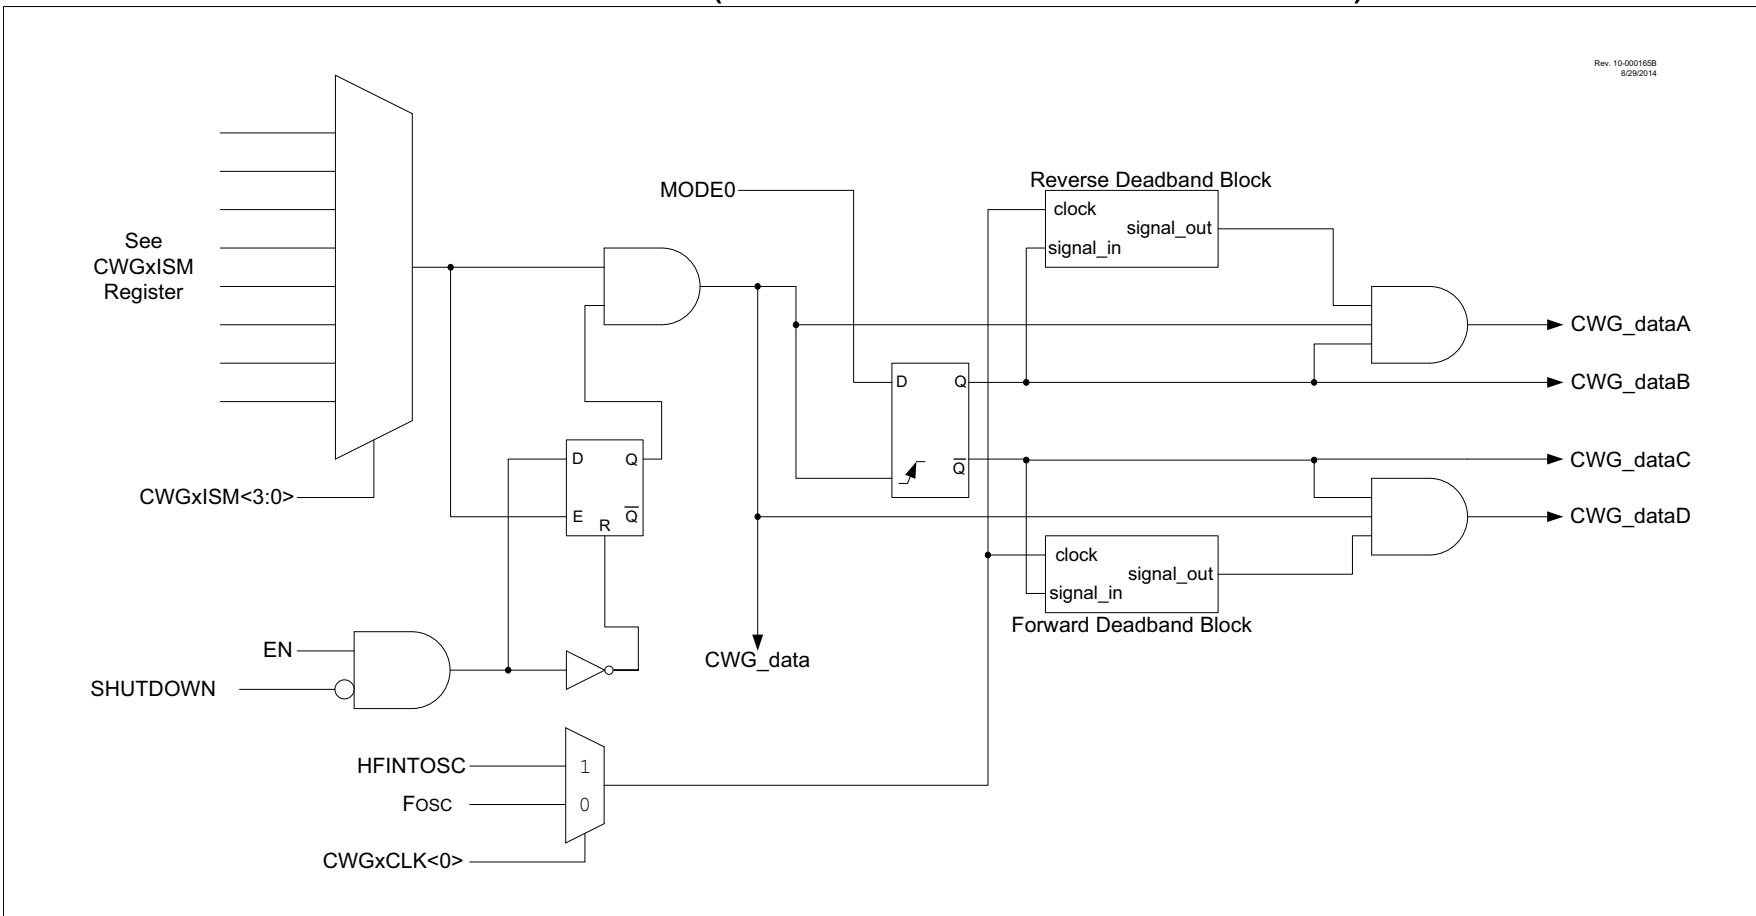 (
)
Rev. 10-000165B
8/29/2014
See
CWGxISM
Register
CWGxISM<3:0>
MODE0
Reverse Deadband Block
clock
signal_out
signal_in
CWG_dataA
D
Q
CWG_dataB
Q
CWG_dataC
D
Q
E
R
Q
CWG_dataD
clock
signal_out
signal_in
Forward Deadband Block
EN
SHUTDOWN
CWG_data
HFINTOSC
1
FOSC
0
CWGxCLK<0>